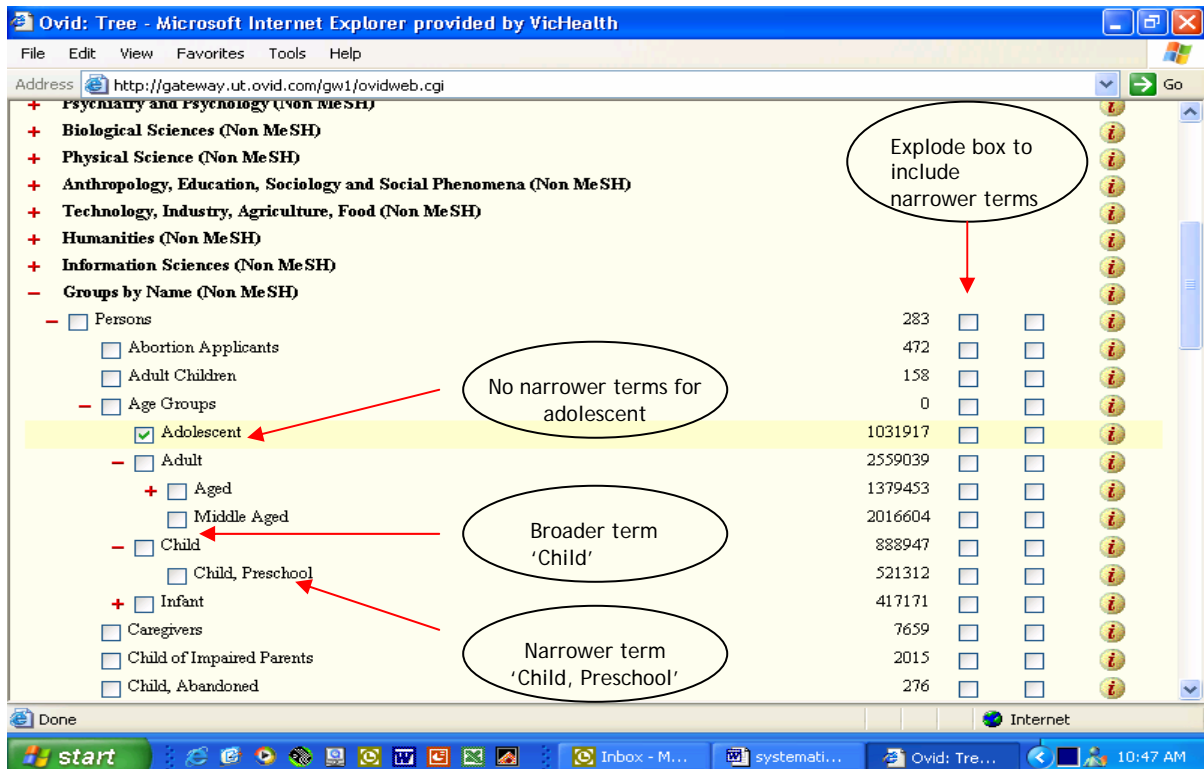 Ovid: Tree - Microsoft Internet Explorer provided by VicHealth
File Edit View Favorites Tools Help
Address http://gateway.ut.ovid.com/gw1/ovidweb.cgi Go
+ Psychiatry and Psychology (Non MeSH)
+ Biological Sciences (Non MeSH)
+ Physical Science (Non MeSH)
+ Anthropology, Education, Sociology and Social Phenomena (Non MeSH)
+ Technology, Industry, Agriculture, Food (Non MeSH)
+ Humanities (Non MeSH)
+ Information Sciences (Non MeSH)
− Groups by Name (Non MeSH)
Explode box to
include
narrower terms
− Persons 283
Abortion Applicants 472
Adult Children 158
− Age Groups 0
Adolescent 1031917
− Adult 2559039
+ Aged 1379453
Middle Aged 2016604
− Child 888947
Child, Preschool 521312
+ Infant 417171
Caregivers 7659
Child of Impaired Parents 2015
Child, Abandoned 276
No narrower terms for
adolescent
Broader term
‘Child’
Narrower term
‘Child, Preschool’
Done Internet
start Inbox - M... systemati... Ovid: Tre... 10:47 AM